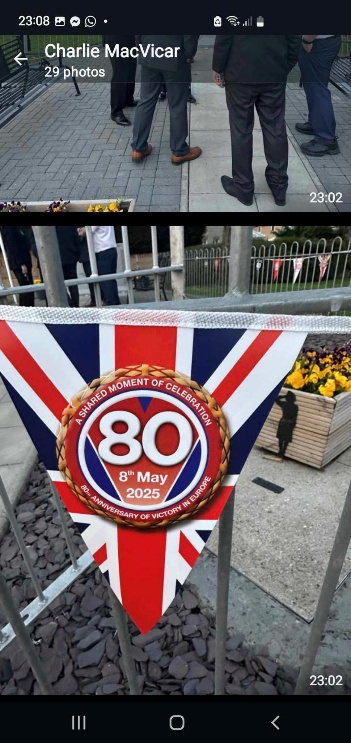 23:08
Charlie MacVicar
29 photos
23:02
A SHARED MOMENT OF CELEBRATION
80
8th May
2025
80th ANNIVERSARY OF VICTORY IN EUROPE
23:02